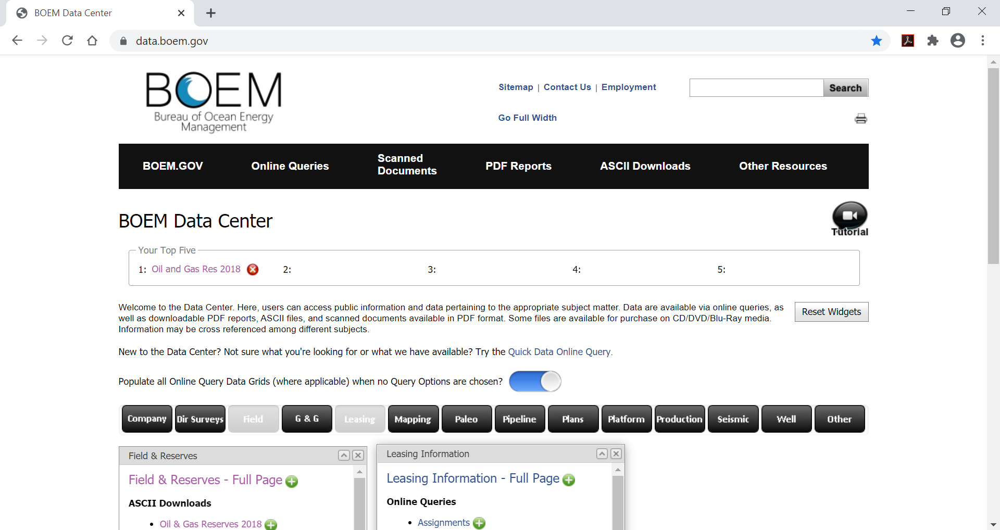 BOEM Data Center
data.boem.gov
BOEM
Bureau of Ocean Energy
Management
Sitemap | Contact Us | Employment
Search
Go Full Width
BOEM.GOV
Online Queries
Scanned
Documents
PDF Reports
ASCII Downloads
Other Resources
BOEM Data Center
Tutorial
Your Top Five
1: Oil and Gas Res 2018
2:
3:
4:
5:
Welcome to the Data Center. Here, users can access public information and data pertaining to the appropriate subject matter. Data are available via online queries, as
well as downloadable PDF reports, ASCII files, and scanned documents available in PDF format. Some files are available for purchase on CD/DVD/Blu-Ray media.
Information may be cross referenced among different subjects.
Reset Widgets
New to the Data Center? Not sure what you're looking for or what we have available? Try the Quick Data Online Query.
Populate all Online Query Data Grids (where applicable) when no Query Options are chosen?
Company
Dir Surveys
Field
G & G
Leasing
Mapping
Paleo
Pipeline
Plans
Platform
Production
Seismic
Well
Other
Field & Reserves
Field & Reserves - Full Page
ASCII Downloads
• Oil & Gas Reserves 2018
Leasing Information
Leasing Information - Full Page
Online Queries
• Assignments